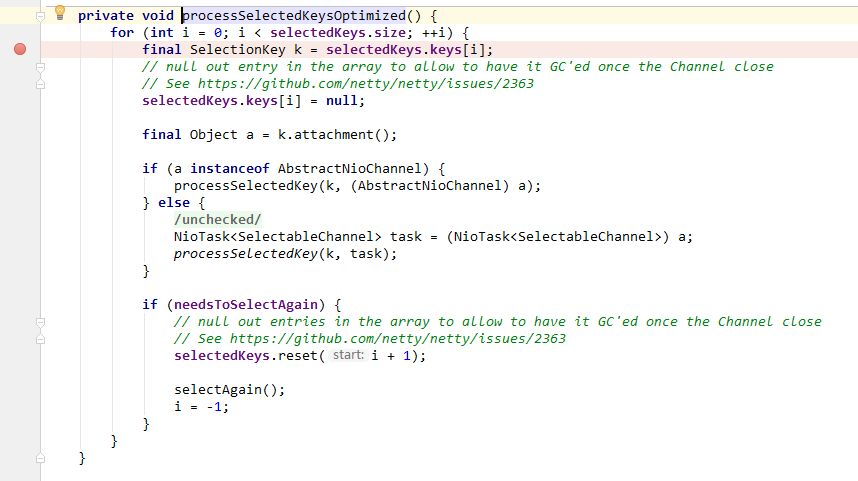 private void processSelectedKeysOptimized() {
for (int i = 0; i < selectedKeys.size; ++i) {
final SelectionKey k = selectedKeys.keys[i];
// null out entry in the array to allow to have it GC'ed once the Channel close
// See https://github.com/netty/netty/issues/2363
selectedKeys.keys[i] = null;
final Object a = k.attachment();
if (a instanceof AbstractNioChannel) {
processSelectedKey(k, (AbstractNioChannel) a);
} else {
/unchecked/
NioTask<SelectableChannel> task = (NioTask<SelectableChannel>) a;
processSelectedKey(k, task);
}
if (needsToSelectAgain) {
// null out entries in the array to allow to have it GC'ed once the Channel close
// See https://github.com/netty/netty/issues/2363
selectedKeys.reset( start: i + 1);
selectAgain();
i = -1;
}
}
}